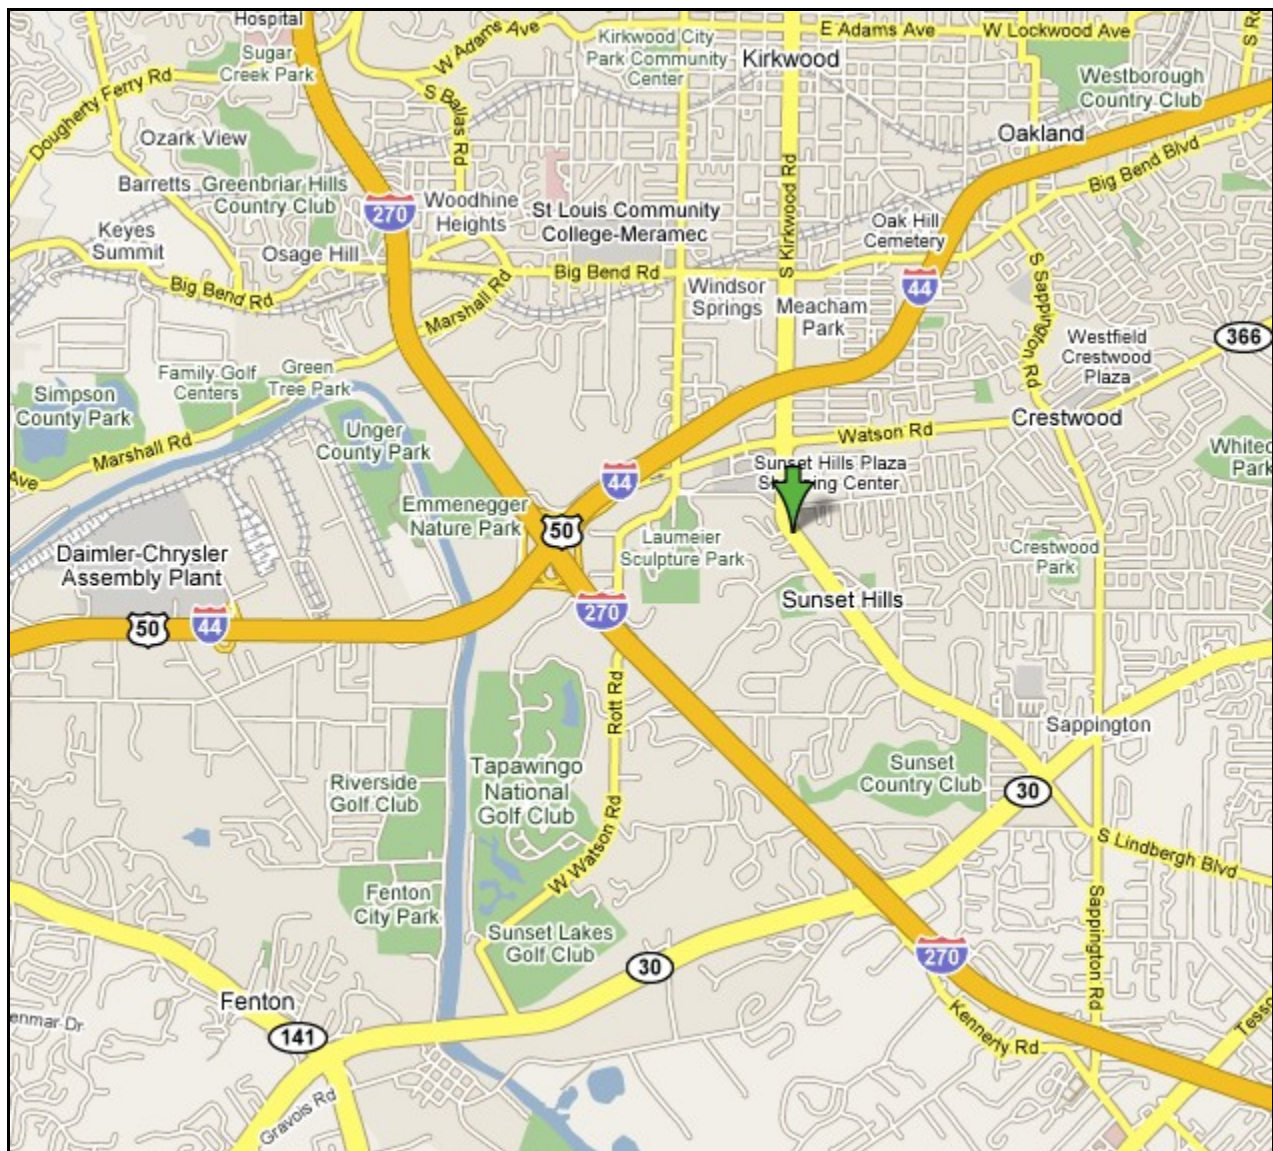 Hospital
Sugar
Creek Park
W Adams Ave
Kirkwood City
Park Community
Center
Kirkwood
E Adams Ave
W Lockwood Ave
S Ro
Westborough
Country Club
Dougherty Ferry Rd
S Ballas Rd
Ozark View
Oakland
Big Bend Blvd
Barretts
Greenbriar Hills
Country Club
270
Woodhine
Heights
St Louis Community
College-Meramec
S Kirkwood Rd
Oak Hill
Cemetery
Keyes
Summit
Osage Hill
Big Bend Rd
Big Bend Rd
Marshall Rd
Windsor
Springs
Meacham
Park
44
S Sappington Rd
Westfield
Crestwood
Plaza
366
Family Golf
Centers
Green
Tree Park
Simpson
County Park
Marshall Rd
Ave
Unger
County Park
Watson Rd
Crestwood
Whitec
Park
Sunset Hills Plaza
Shopping Center
44
Emmenegger
Nature Park
50
Laumeier
Sculpture Park
Crestwood
Park
Daimler-Chrysler
Assembly Plant
50
44
270
Sunset Hills
Rott Rd
Sappington
Tapawingo
National
Golf Club
Riverside
Golf Club
Sunset
Country Club
30
W Watson Rd
S Lindbergh Blvd
Fenton
City Park
Sunset Lakes
Golf Club
30
270
Sappington Rd
Fenton
enmar Dr
141
Kennerly Rd
Tesso
Gravois Rd